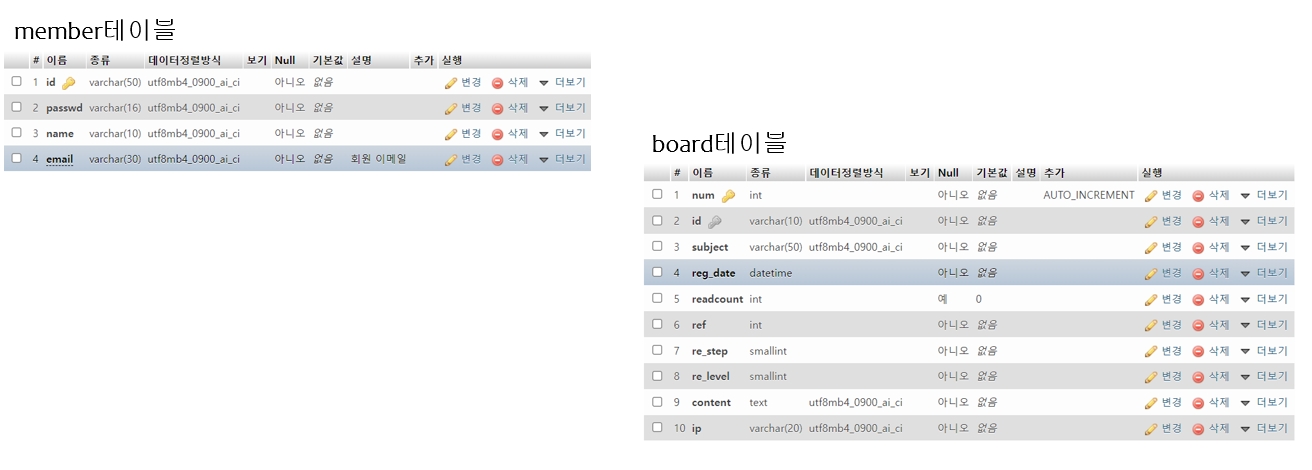 member테이블
# 이름 종류 데이터정렬방식 보기 Null 기본값 설명 추가 실행
1 id varchar(50) utf8mb4_0900_ai_ci 아니오 없음 변경 삭제 더보기
2 passwd varchar(16) utf8mb4_0900_ai_ci 아니오 없음 변경 삭제 더보기
3 name varchar(10) utf8mb4_0900_ai_ci 아니오 없음 변경 삭제 더보기
4 email varchar(30) utf8mb4_0900_ai_ci 아니오 없음 회원 이메일 변경 삭제 더보기
board테이블
# 이름 종류 데이터정렬방식 보기 Null 기본값 설명 추가 실행
1 num int 아니오 없음 AUTO_INCREMENT 변경 삭제 더보기
2 id varchar(10) utf8mb4_0900_ai_ci 아니오 없음 변경 삭제 더보기
3 subject varchar(50) utf8mb4_0900_ai_ci 아니오 없음 변경 삭제 더보기
4 reg_date datetime 아니오 없음 변경 삭제 더보기
5 readcount int 예 0 변경 삭제 더보기
6 ref int 아니오 없음 변경 삭제 더보기
7 re_step smallint 아니오 없음 변경 삭제 더보기
8 re_level smallint 아니오 없음 변경 삭제 더보기
9 content text utf8mb4_0900_ai_ci 아니오 없음 변경 삭제 더보기
10 ip varchar(20) utf8mb4_0900_ai_ci 아니오 없음 변경 삭제 더보기